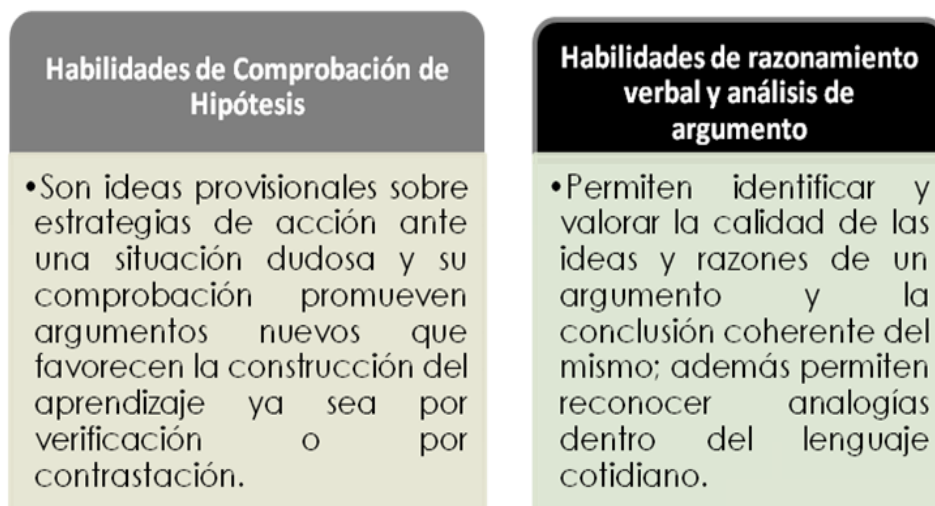 Habilidades de Comprobación de
Hipótesis
•Son ideas provisionales sobre
estrategias de acción ante
una situación dudosa y su
comprobación promueven
argumentos nuevos que
favorecen la construcción del
aprendizaje ya sea por
verificación o por
contrastación.
Habilidades de razonamiento
verbal y análisis de
argumento
•Permiten identificar y
valorar la calidad de las
ideas y razones de un
argumento y la
conclusión coherente del
mismo; además permiten
reconocer analogías
dentro del lenguaje
cotidiano.